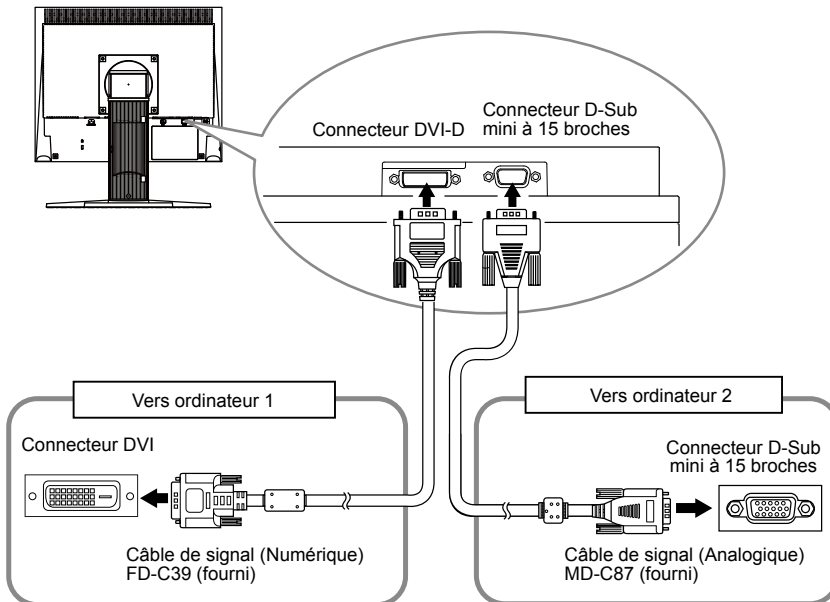 Connecteur DVI-D
Connecteur D-Sub
mini à 15 broches
Vers ordinateur 1
Connecteur DVI
Câble de signal (Numérique)
FD-C39 (fourni)
Vers ordinateur 2
Connecteur D-Sub
mini à 15 broches
Câble de signal (Analogique)
MD-C87 (fourni)